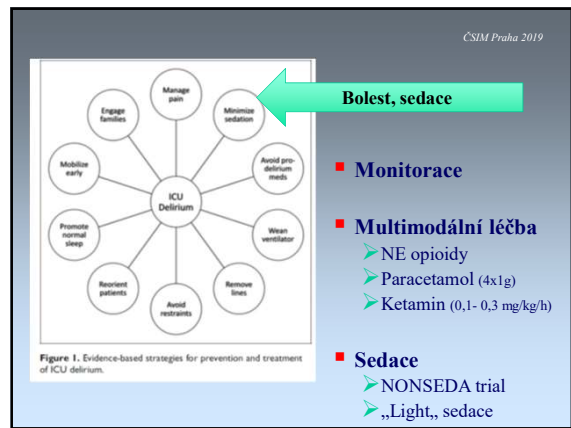 ČSIM Praha 2019
Manage
pain
Minimize
sedation
Avoid pro-
delirium
meds
Wean
ventilator
Remove
lines
Avoid
restraints
Reorient
patients
Promote
normal
sleep
Mobilize
early
Engage
families
ICU
Delirium
Figure 1. Evidence-based strategies for prevention and treatment
of ICU delirium.
Bolest, sedace
Monitorace
Multimodální léčba
NE opioidy
Paracetamol (4x1g)
Ketamin (0,1- 0,3 mg/kg/h)
Sedace
NONSEDA trial
„Light„ sedace